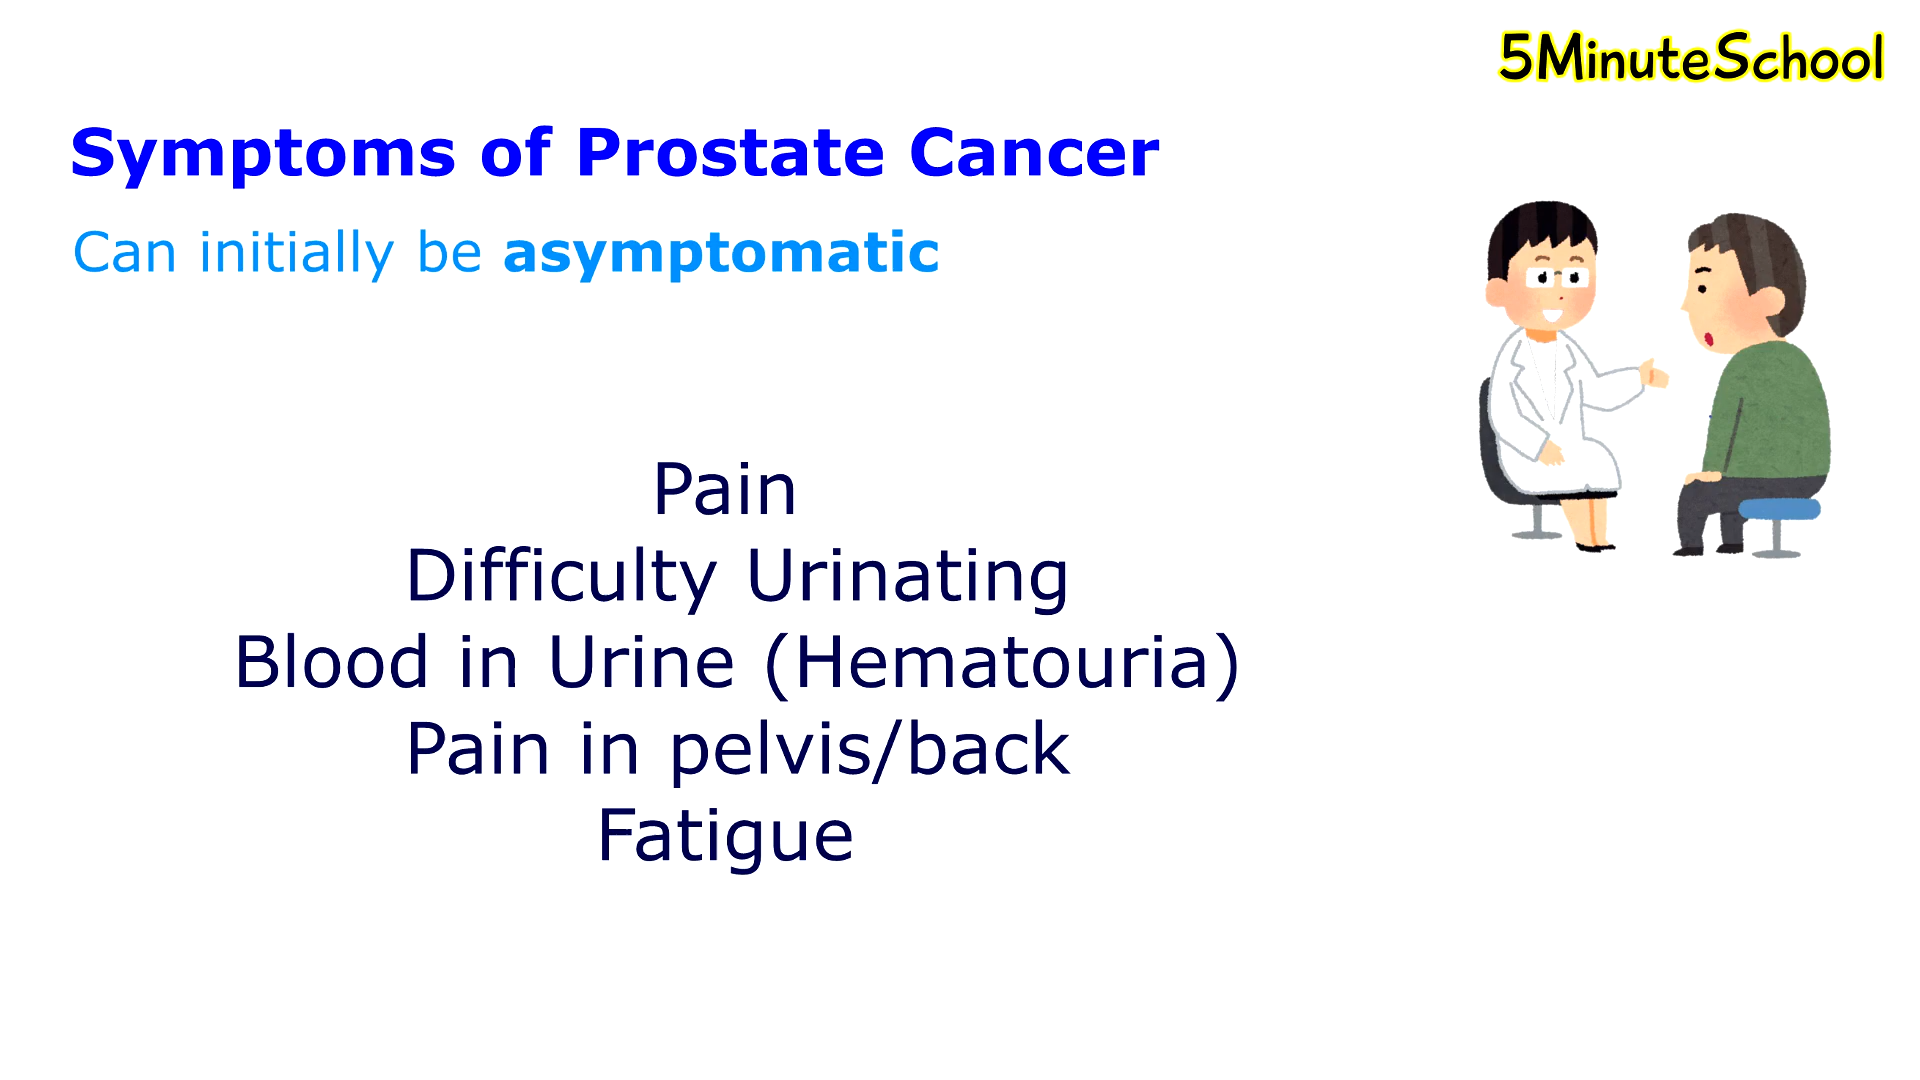 5MinuteSchool
Symptoms of Prostate Cancer
Can initially be asymptomatic
Pain
Difficulty Urinating
Blood in Urine (Hematouria)
Pain in pelvis/back
Fatigue